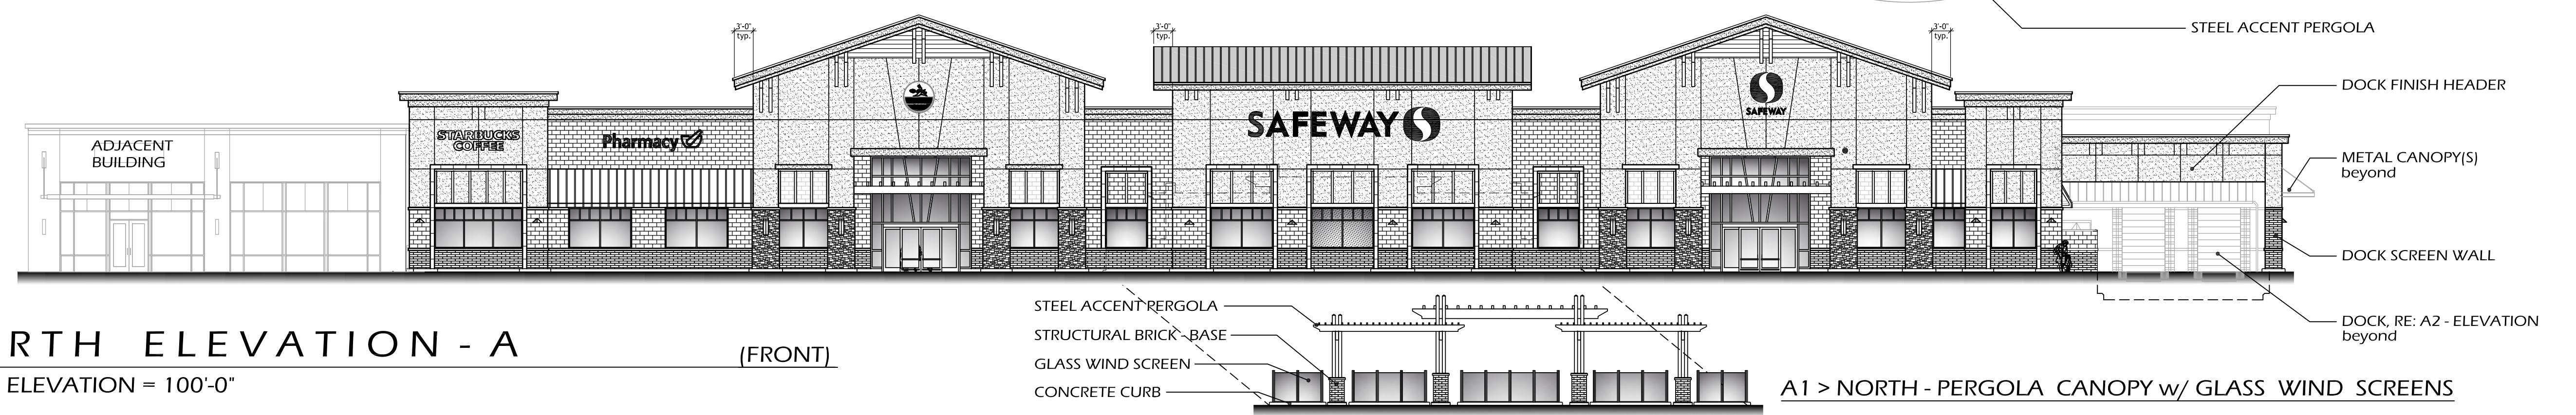 3'-0"
typ.
3'-0"
typ.
3'-0"
typ.
STEEL ACCENT PERGOLA
DOCK FINISH HEADER
METAL CANOPY(S)
beyond
DOCK SCREEN WALL
DOCK, RE: A2 - ELEVATION
beyond
ADJACENT
BUILDING
STARBUCKS
COFFEE
Pharmacy
SAFEWAY
SAFEWAY
STEEL ACCENT PERGOLA
STRUCTURAL BRICK - BASE
GLASS WIND SCREEN
CONCRETE CURB
RTH ELEVATION - A
(FRONT)
ELEVATION = 100'-0"
A1 > NORTH - PERGOLA CANOPY w/ GLASS WIND SCREENS